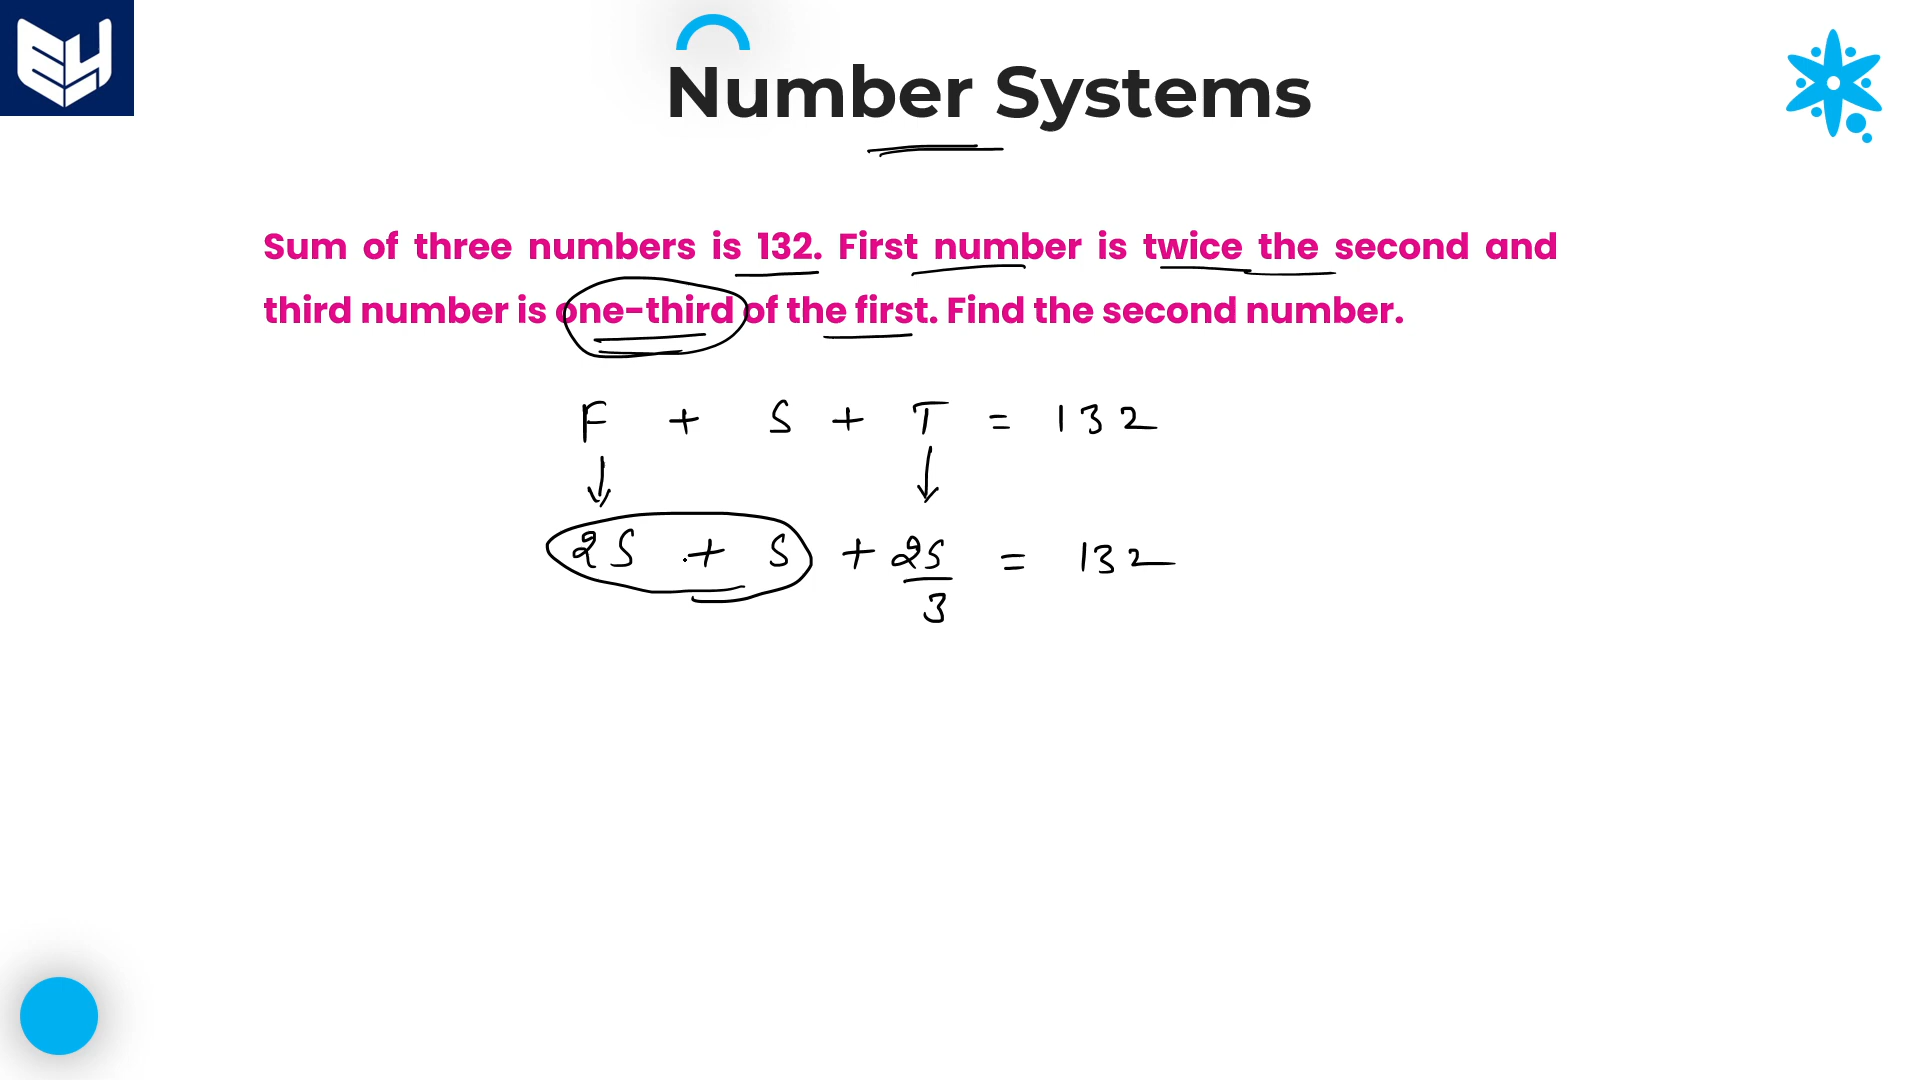 Number Systems
Sum of three numbers is 132. First number is twice the second and
third number is one-third of the first. Find the second number.
F + S + T = 132
2S + S + 2S/3 = 132